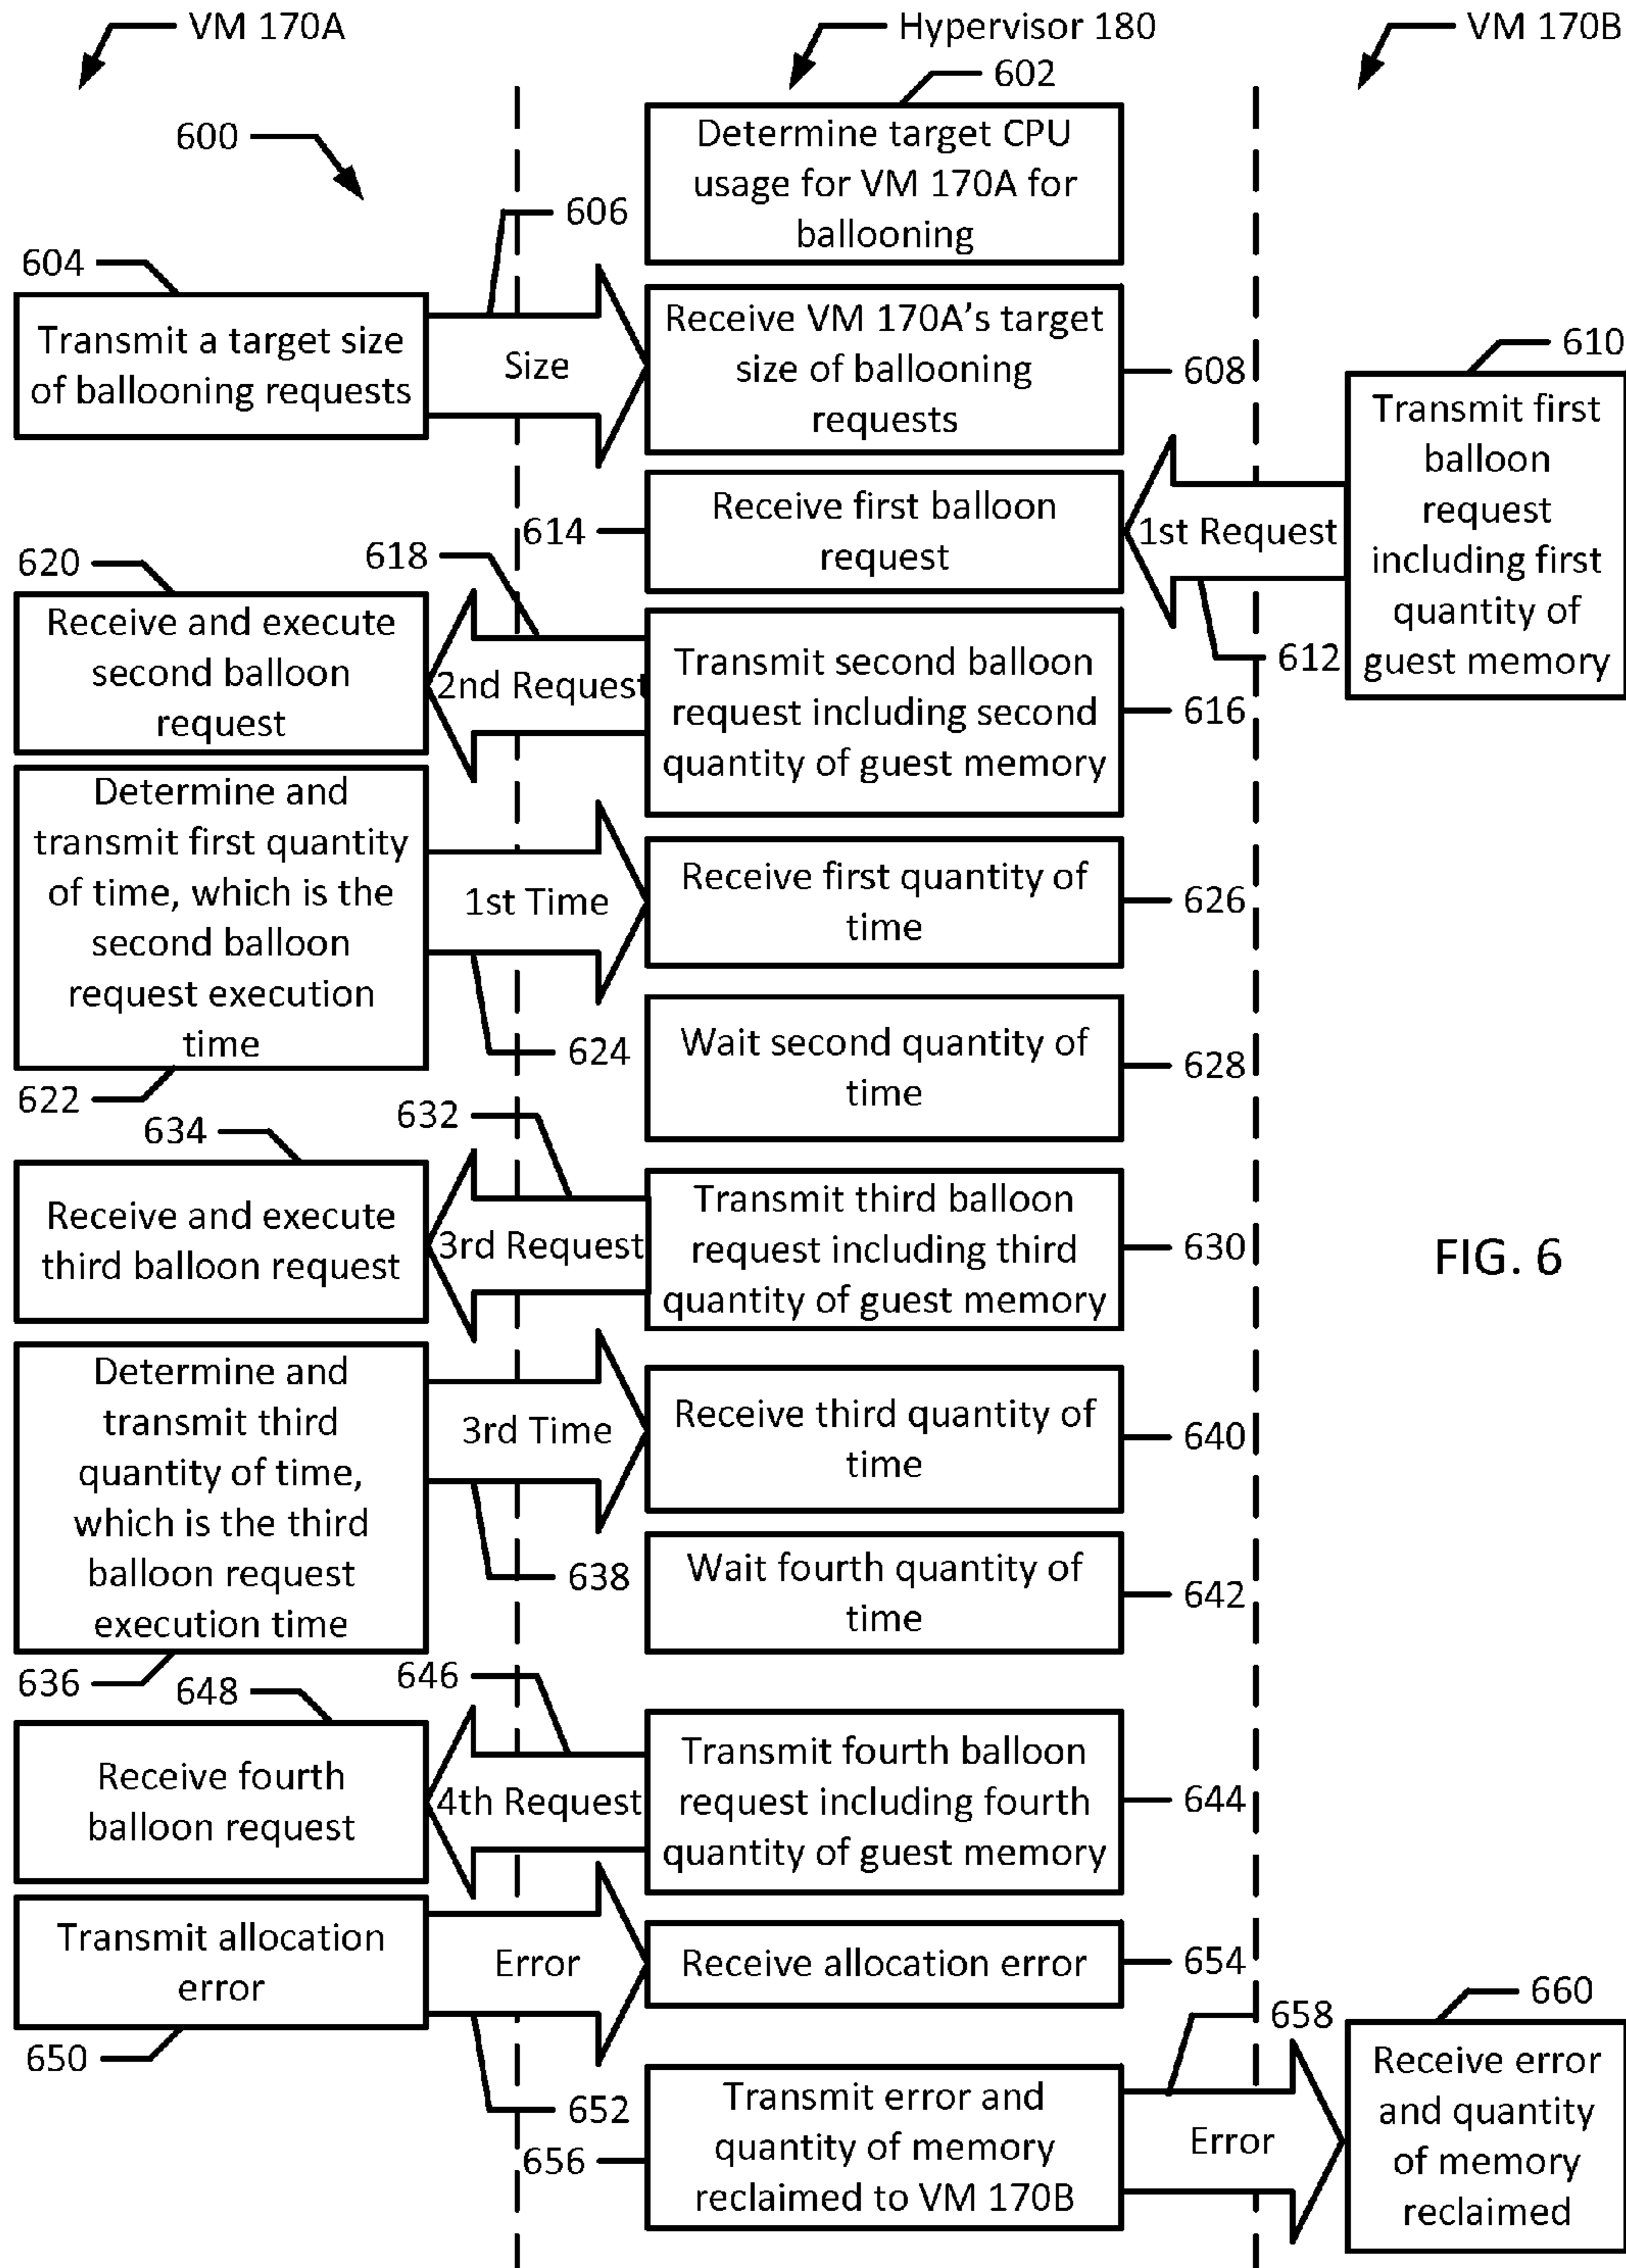 VM 170A
Hypervisor 180
VM 170B
602
600
Determine target CPU
usage for VM 170A for
ballooning
606
604
Transmit a target size
of ballooning requests
Size
Receive VM 170A's target
size of ballooning
requests
608
610
Transmit first
balloon
request
including first
quantity of
guest memory
1st Request
612
614
Receive first balloon
request
618
620
Receive and execute
second balloon
request
2nd Request
Transmit second balloon
request including second
quantity of guest memory
616
Determine and
transmit first quantity
of time, which is the
second balloon
request execution
time
622
1st Time
624
Receive first quantity of
time
626
Wait second quantity of
time
628
632
634
Receive and execute
third balloon request
3rd Request
Transmit third balloon
request including third
quantity of guest memory
630
FIG. 6
Determine and
transmit third
quantity of time,
which is the third
balloon request
execution time
636
3rd Time
638
Receive third quantity of
time
640
Wait fourth quantity of
time
642
646
648
Receive fourth
balloon request
4th Request
Transmit fourth balloon
request including fourth
quantity of guest memory
644
Transmit allocation
error
650
Error
652
Receive allocation error
654
656
Transmit error and
quantity of memory
reclaimed to VM 170B
658
Error
660
Receive error
and quantity
of memory
reclaimed